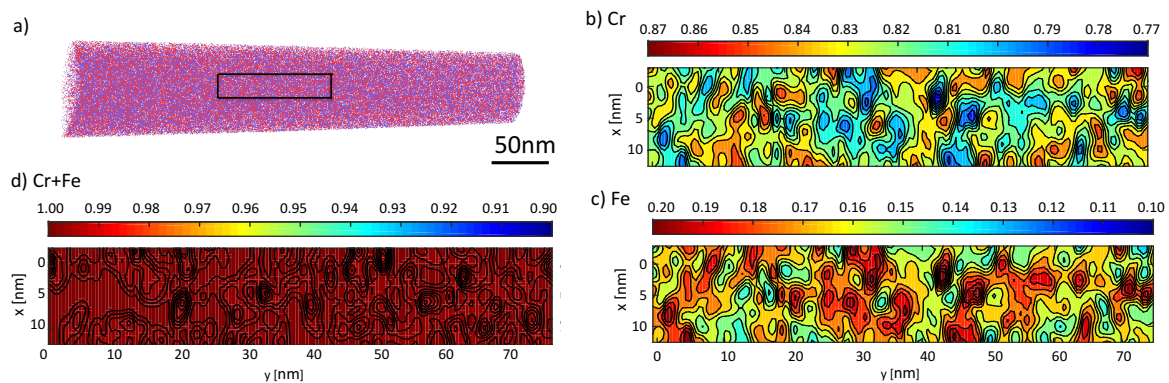 a)
50nm
b) Cr
0.87 0.86 0.85 0.84 0.83 0.82 0.81 0.80 0.79 0.78 0.77
x [nm]
0
5
10
d) Cr+Fe
1.00 0.99 0.98 0.97 0.96 0.95 0.94 0.93 0.92 0.91 0.90
x [nm]
0
5
10
0 10 20 30 40 50 60 70
y [nm]
c) Fe
0.20 0.19 0.18 0.17 0.16 0.15 0.14 0.13 0.12 0.11 0.10
x [nm]
0
5
10
0 10 20 30 40 50 60 70
y [nm]